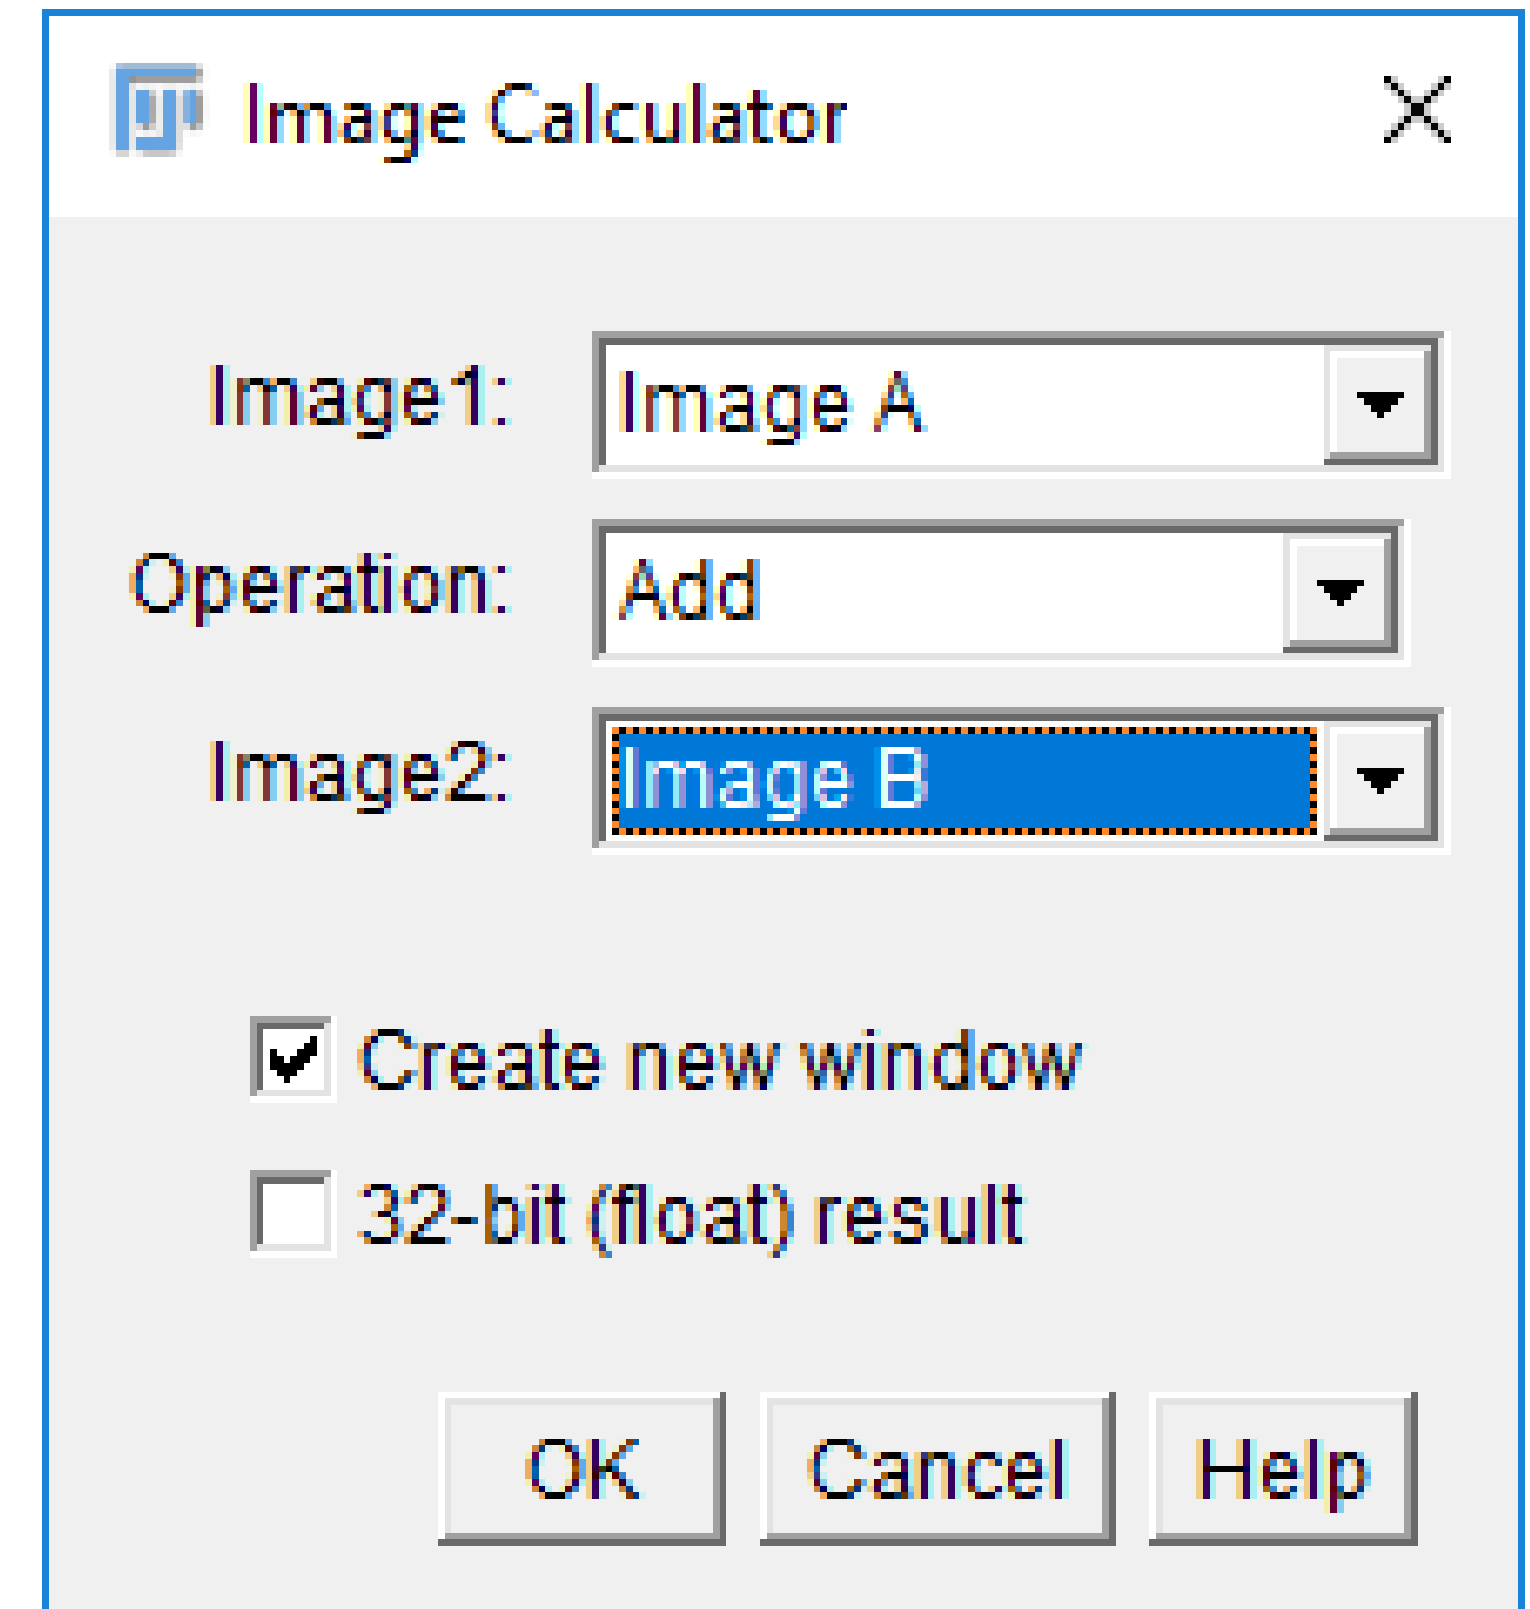 Image Calculator
Image1: Image A
Operation: Add
Image2: Image B
Create new window
32-bit (float) result
OK Cancel Help